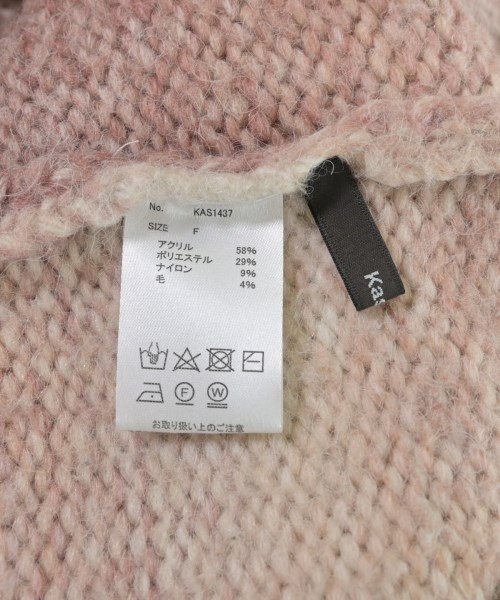 No. KAS1437
SIZE F
アクリル 58%
ポリエステル 29%
ナイロン 9%
毛 4%
F W
お取り扱い上のご注意
Kas